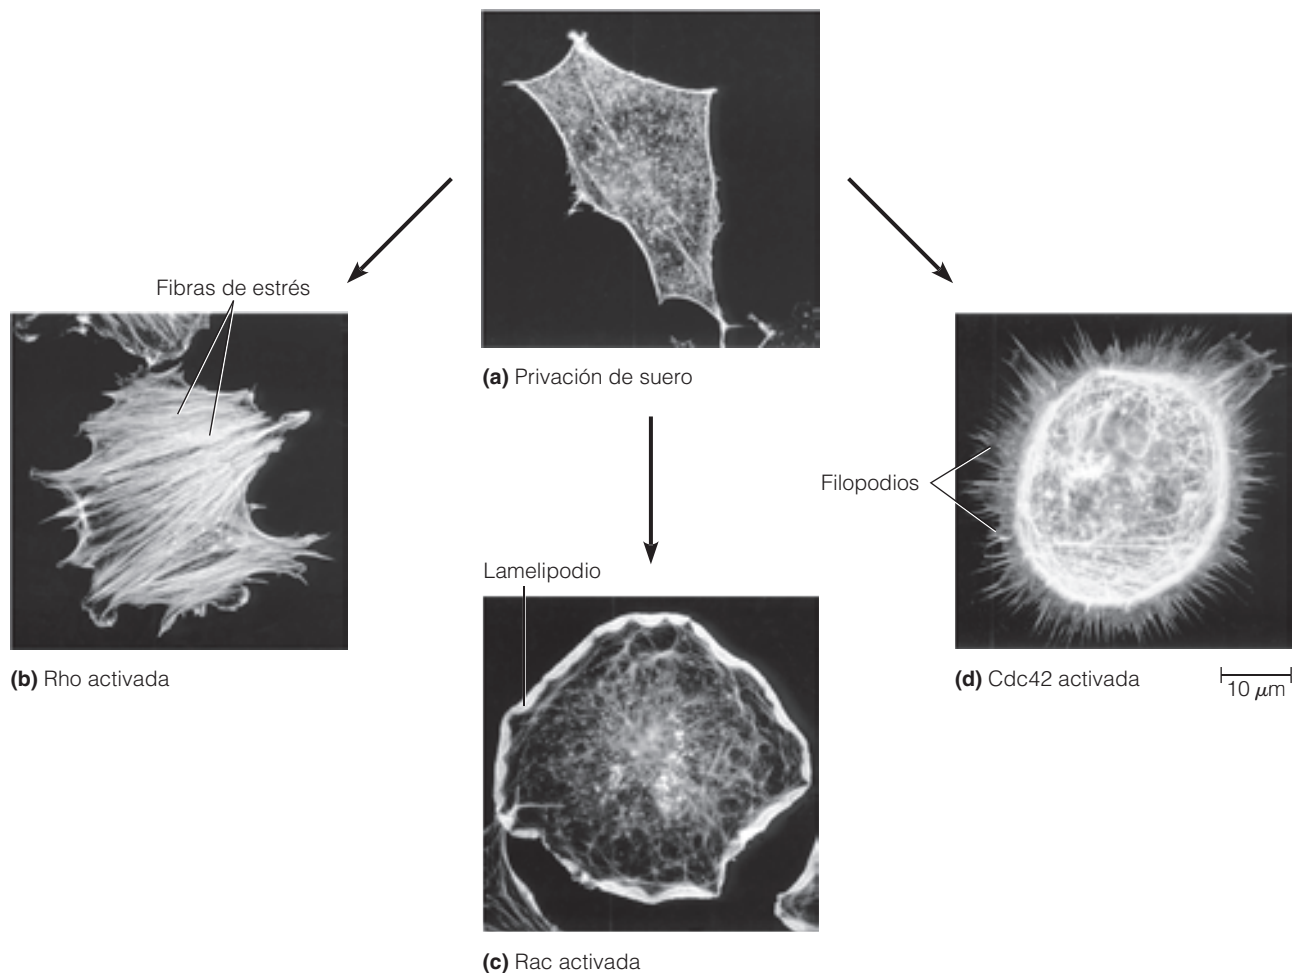 (a) Privación de suero
Fibras de estrés
(b) Rho activada
Lamelipodio
(c) Rac activada
Filopodios
(d) Cdc42 activada
10 μm